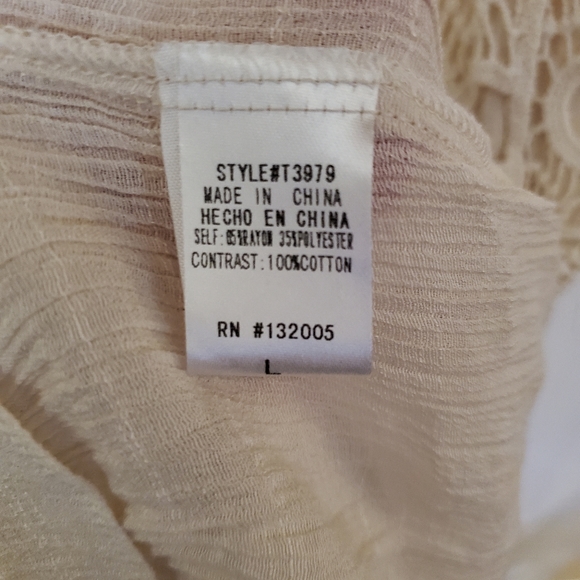 STYLE#T3979
MADE IN CHINA
HECHO EN CHINA
SELF:65%RAYON 35%POLYESTER
CONTRAST:100%COTTON
RN #132005
L